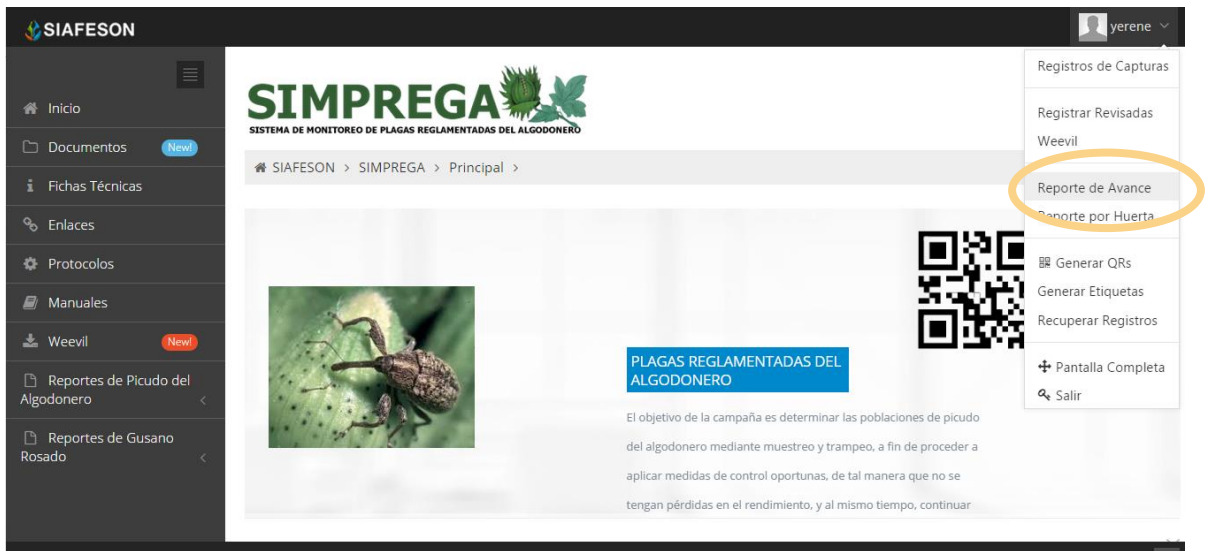 SIAFESON
yerene
Inicio
Documentos New!
Fichas Técnicas
Enlaces
Protocolos
Manuales
Weevil New!
Reportes de Picudo del
Algodonero
Reportes de Gusano
Rosado
SIMPREGA
SISTEMA DE MONITOREO DE PLAGAS REGLAMENTADAS DEL ALGODONERO
SIAFESON > SIMPREGA > Principal >
PLAGAS REGLAMENTADAS DEL
ALGODONERO
El objetivo de la campaña es determinar las poblaciones de picudo
del algodonero mediante muestreo y trampeo, a fin de proceder a
aplicar medidas de control oportunas, de tal manera que no se
tengan pérdidas en el rendimiento, y al mismo tiempo, continuar
Registros de Capturas
Registrar Revisadas
Weevil
Reporte de Avance
Reporte por Huerta
Generar QRs
Generar Etiquetas
Recuperar Registros
Pantalla Completa
Salir